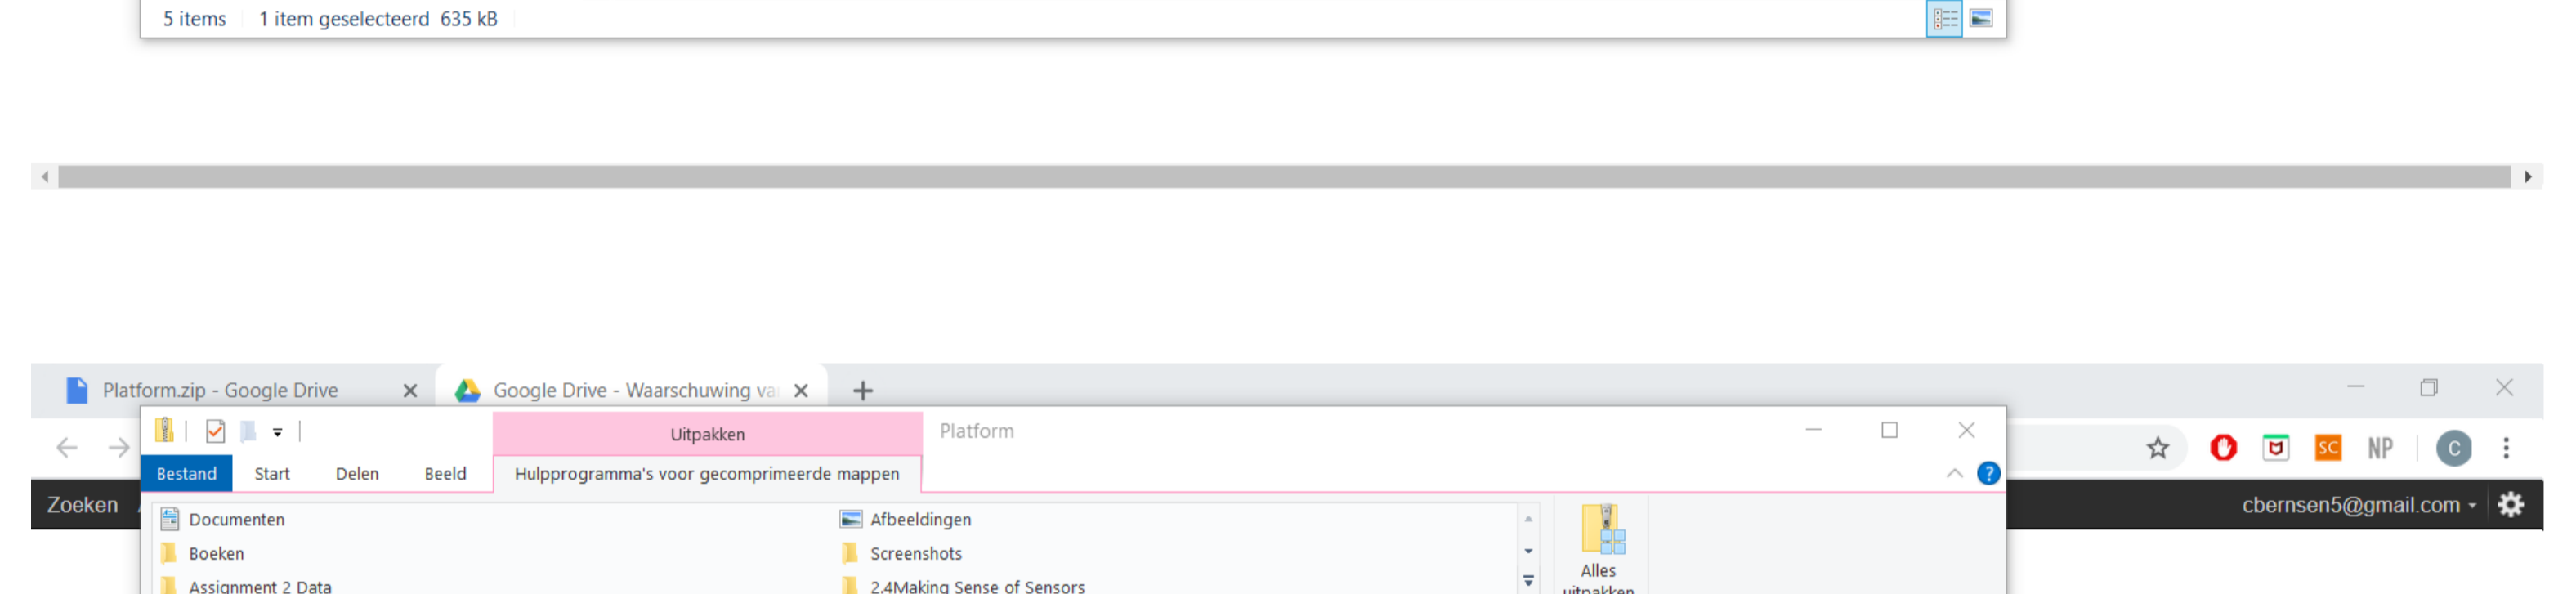 5 items 1 item geselecteerd 635 kB
Platform.zip - Google Drive Google Drive - Waarschuwing va
Uitpakken Platform
Bestand Start Delen Beeld Hulpprogramma's voor gecomprimeerde mappen
SC NP C
Zoeken cbernsen5@gmail.com
Documenten Afbeeldingen
Boeken Screenshots
Alles
Assignment 2 Data 2.4Making Sense of Sensors
uitpakken